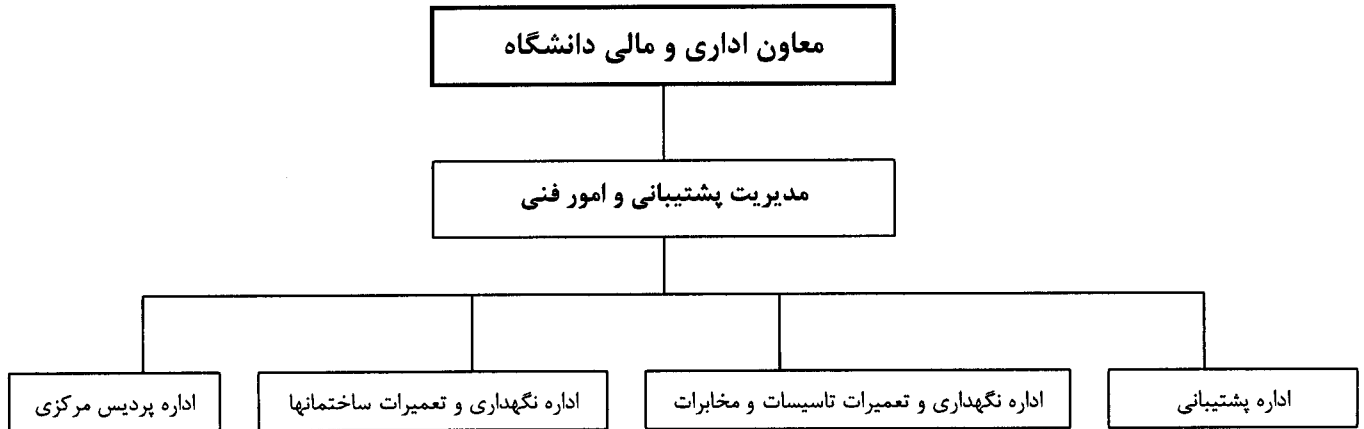 معاون اداری و مالی دانشگاه
مدیریت پشتیبانی و امور فنی
اداره پشتیبانی
اداره نگهداری و تعمیرات تاسیسات و مخابرات
اداره نگهداری و تعمیرات ساختمانها
اداره پردیس مرکزی